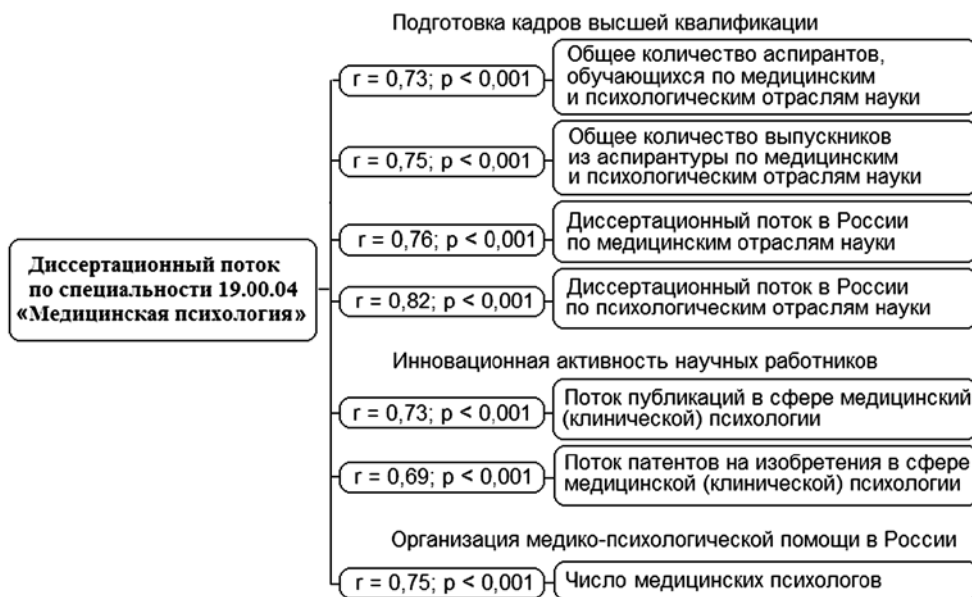 Подготовка кадров высшей квалификации
r = 0,73; p < 0,001
Общее количество аспирантов,
обучающихся по медицинским
и психологическим отраслям науки
r = 0,75; p < 0,001
Общее количество выпускников
из аспирантуры по медицинским
и психологическим отраслям науки
r = 0,76; p < 0,001
Диссертационный поток в России
по медицинским отраслям науки
Диссертационный поток
по специальности 19.00.04
«Медицинская психология»
r = 0,82; p < 0,001
Диссертационный поток в России
по психологическим отраслям науки
Инновационная активность научных работников
r = 0,73; p < 0,001
Поток публикаций в сфере медицинский
(клинической) психологии
r = 0,69; p < 0,001
Поток патентов на изобретения в сфере
медицинской (клинической) психологии
Организация медико-психологической помощи в России
r = 0,75; p < 0,001
Число медицинских психологов